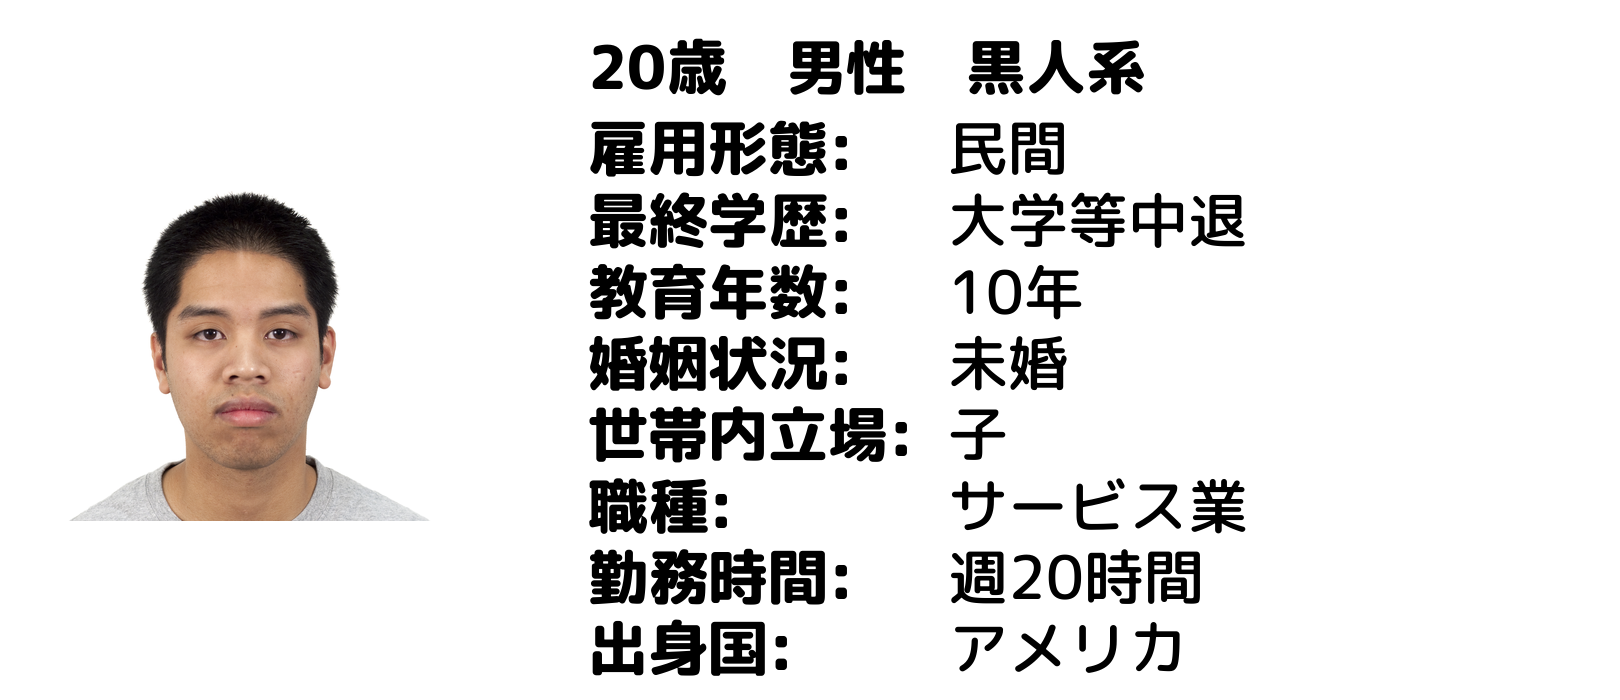 20歳　男性　黒人系
雇用形態:　民間
最終学歴:　大学等中退
教育年数:　10年
婚姻状況:　未婚
世帯内立場:　子
職種:　サービス業
勤務時間:　週20時間
出身国:　アメリカ